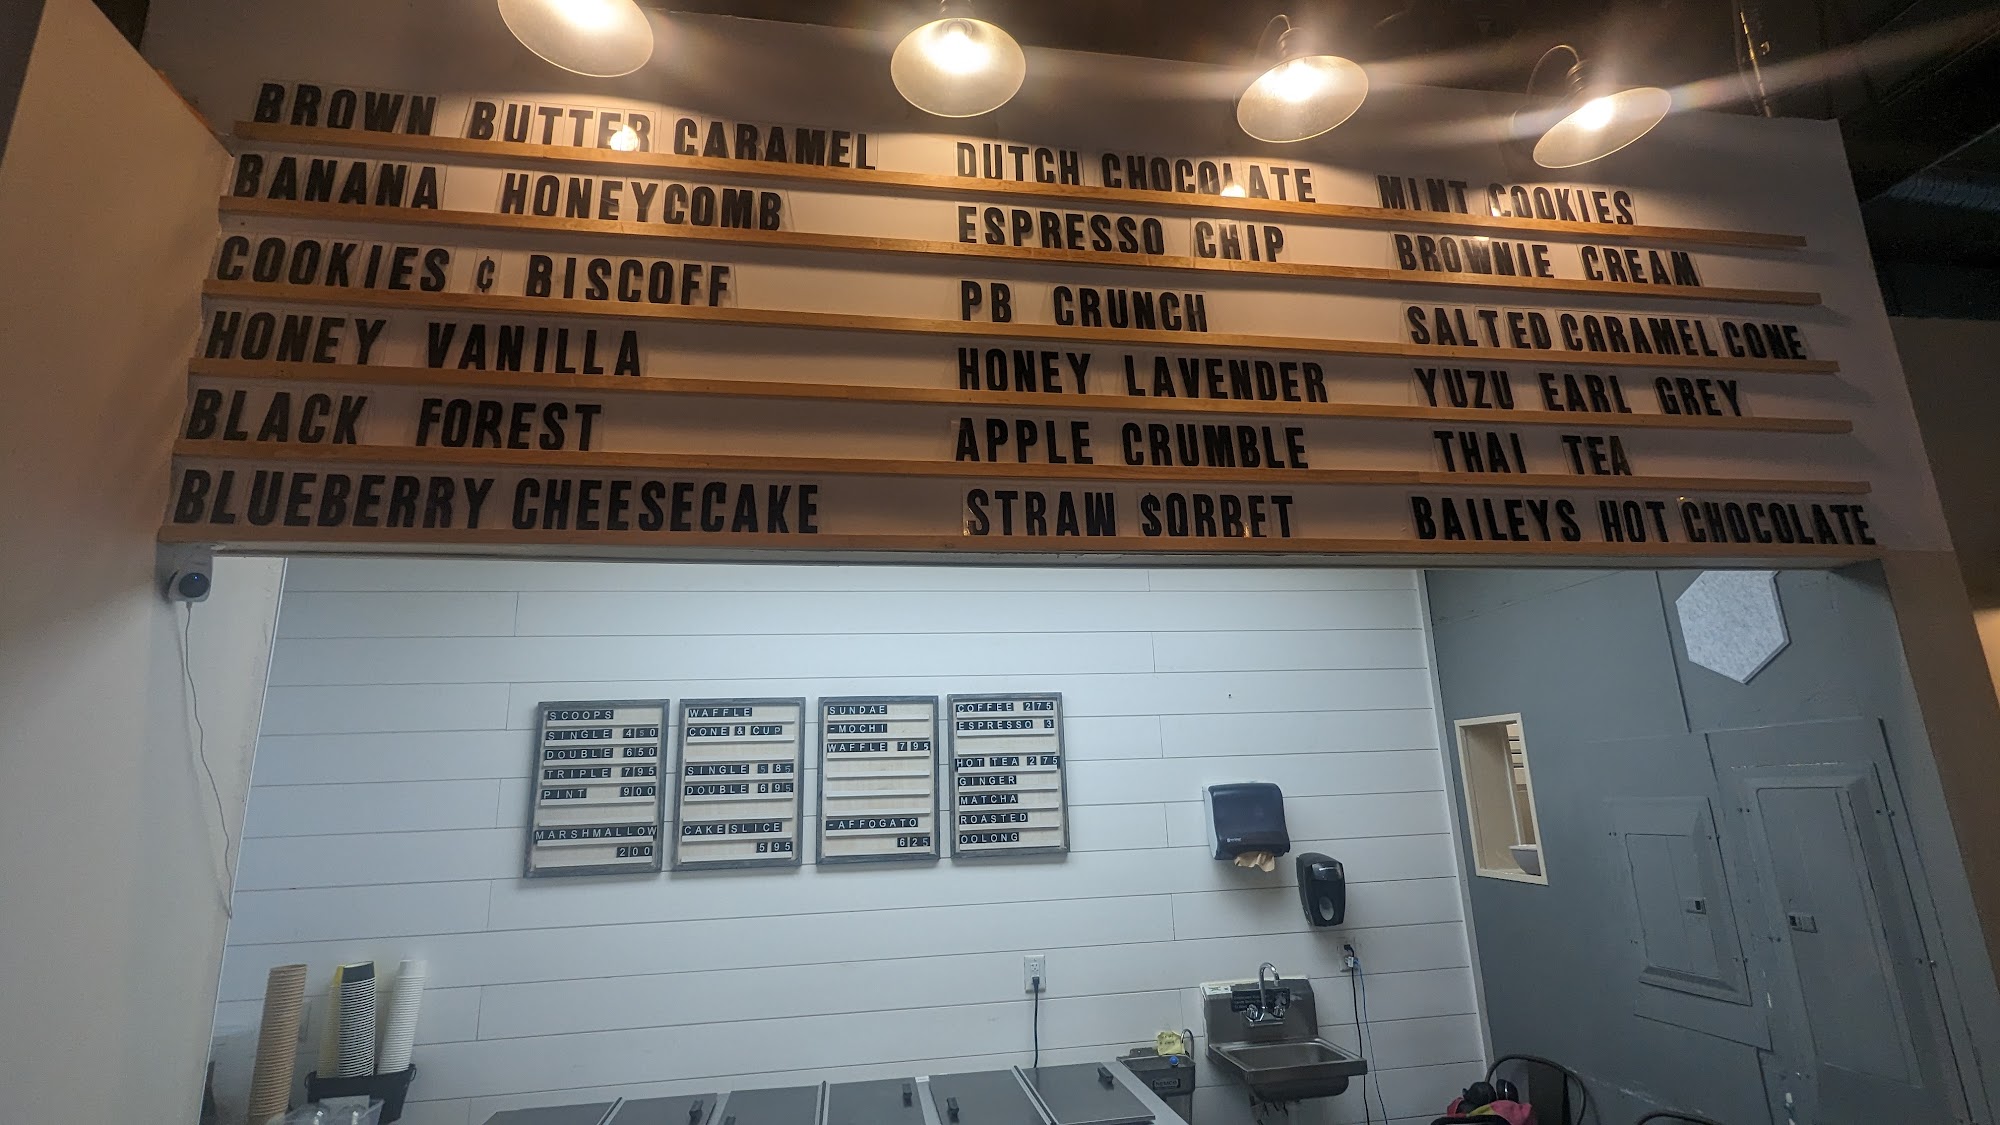 BROWN BUTTER CARAMEL
BANANA HONEYCOMB
COOKIES ¢ BISCOFF
HONEY VANILLA
BLACK FOREST
BLUEBERRY CHEESECAKE
DUTCH CHOCOLATE
ESPRESSO CHIP
PB CRUNCH
HONEY LAVENDER
APPLE CRUMBLE
STRAW $ORBET
MINT COOKIES
BROWNIE CREAM
SALTED CARAMEL CONE
YUZU EARL GREY
THAI TEA
BAILEYS HOT CHOCOLATE
SCOOPS
SINGLE 450
DOUBLE 650
TRIPLE 795
PINT 900
MARSHMALLOW
200
WAFFLE
CONE & CUP
SINGLE 585
DOUBLE 695
CAKE SLICE
595
SUNDAE
-MOCHI
WAFFLE 795
-AFFOGATO
625
COFFEE 275
ESPRESSO 3
HOT TEA 275
GINGER
MATCHA
ROASTED
OOLONG